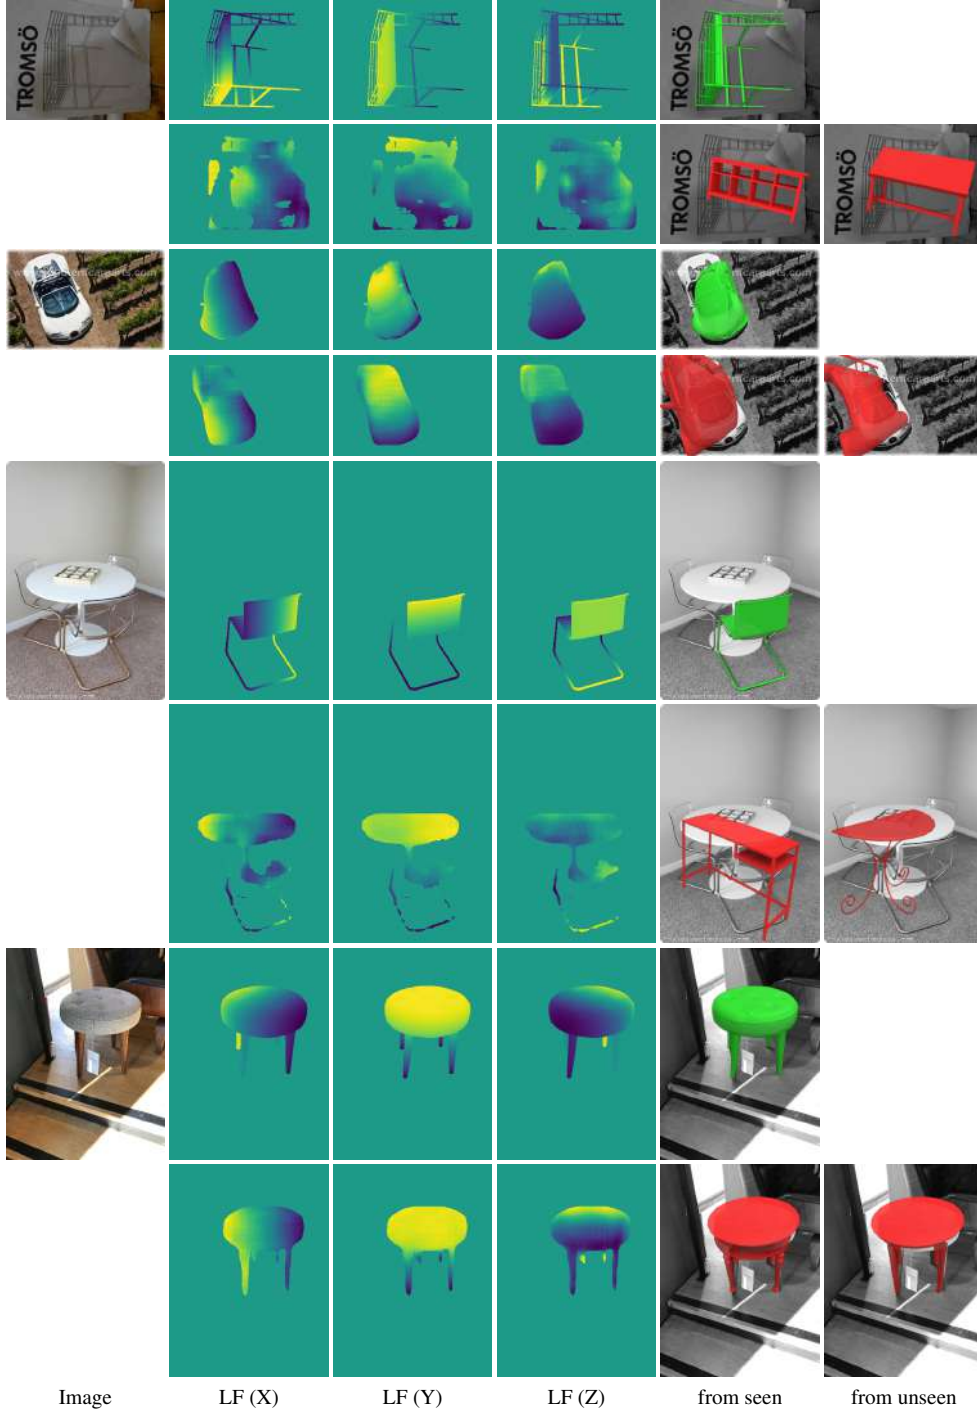 TROMSÖ
TROMSÖ
TROMSÖ
TROMSÖ
Image
LF (X)
LF (Y)
LF (Z)
from seen
from unseen